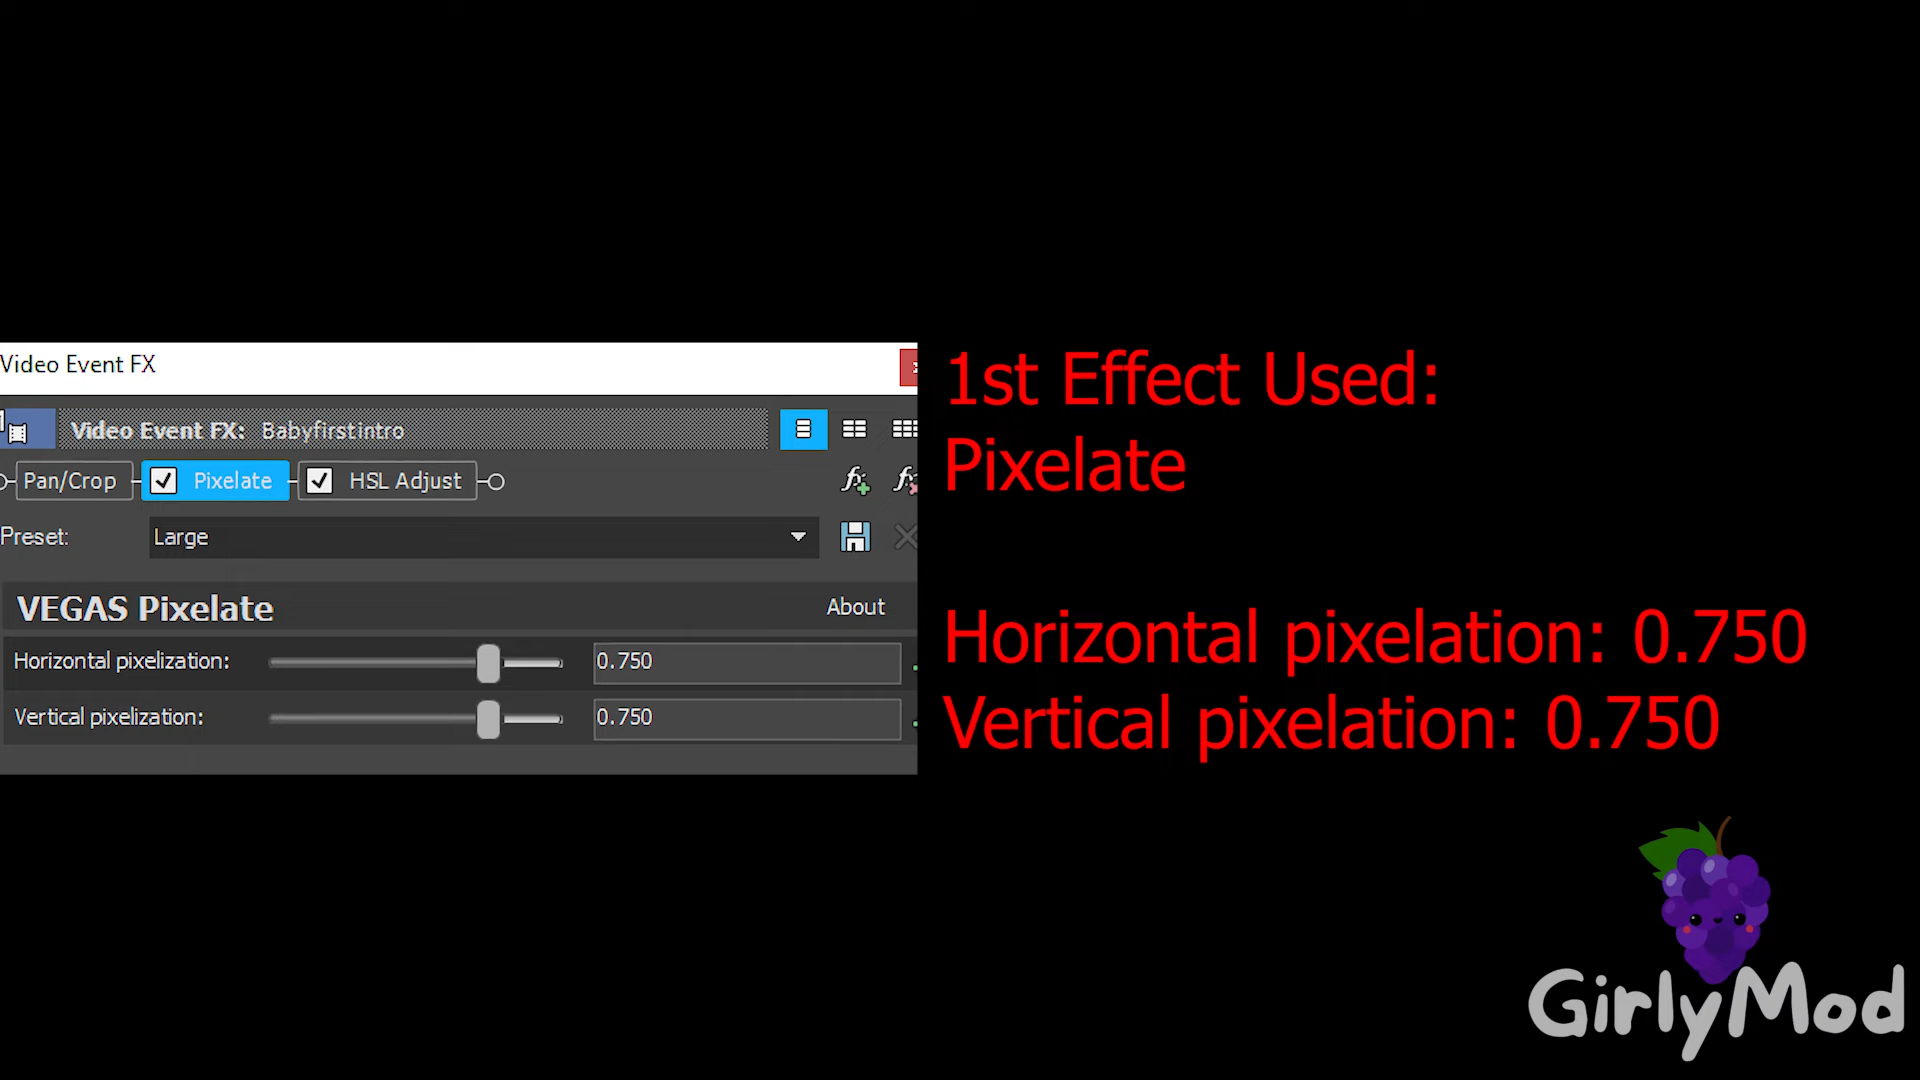 Video Event FX
Video Event FX: Babyfirstintro
Pan/Crop Pixelate HSL Adjust
Preset: Large
VEGAS Pixelate About
Horizontal pixelization: 0.750
Vertical pixelization: 0.750
1st Effect Used:
Pixelate
Horizontal pixelation: 0.750
Vertical pixelation: 0.750
GirlyMod